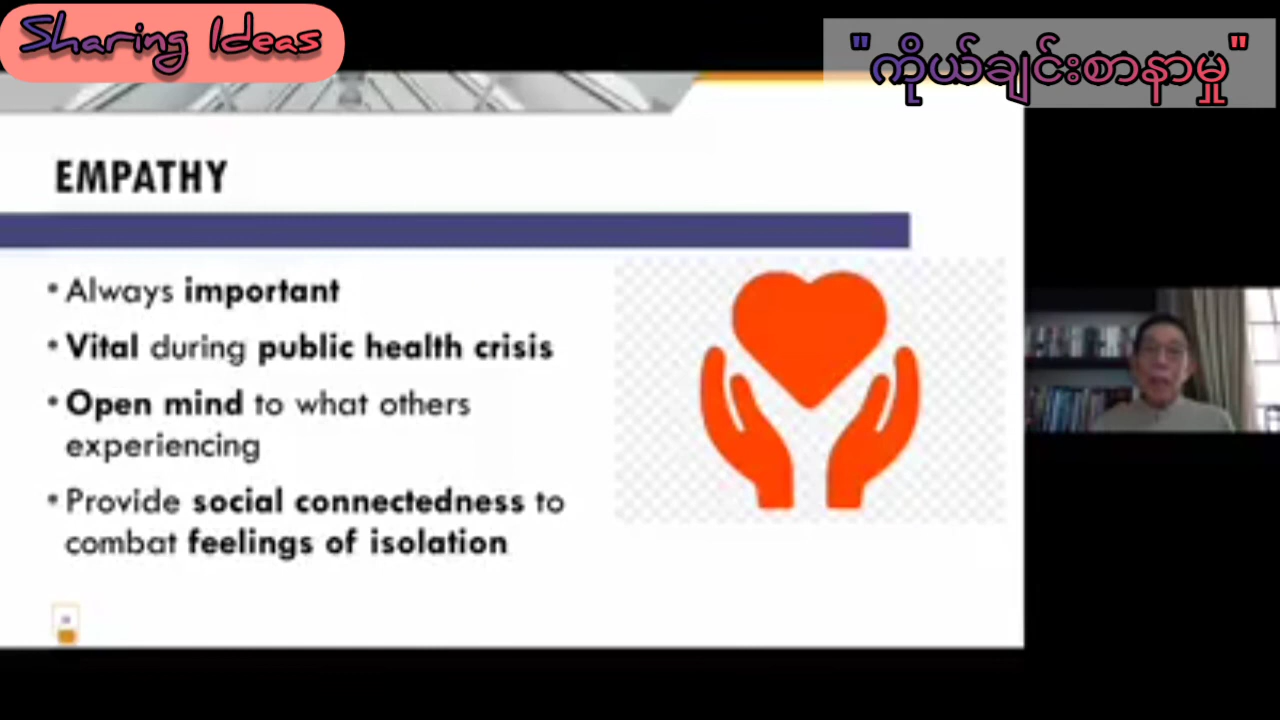 Sharing Ideas
"ကိုယ်ချင်းစာနာမှု"
EMPATHY
• Always important
• Vital during public health crisis
• Open mind to what others
experiencing
• Provide social connectedness to
combat feelings of isolation